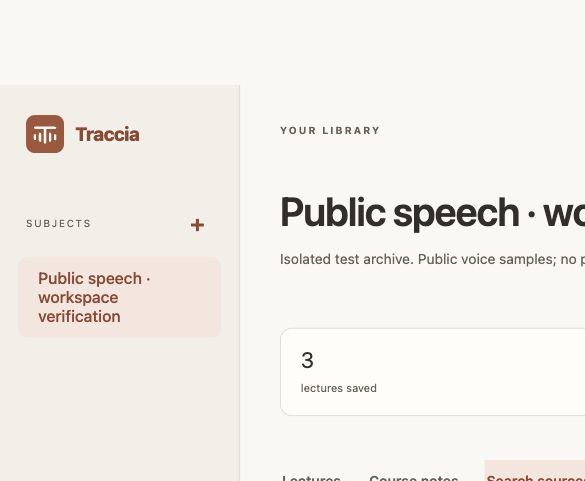 Traccia
SUBJECTS
Public speech ·
workspace
verification
YOUR LIBRARY
Public speech ·
Isolated test archive. Public voice samples; no
3
lectures saved
Lectures Course notes Search